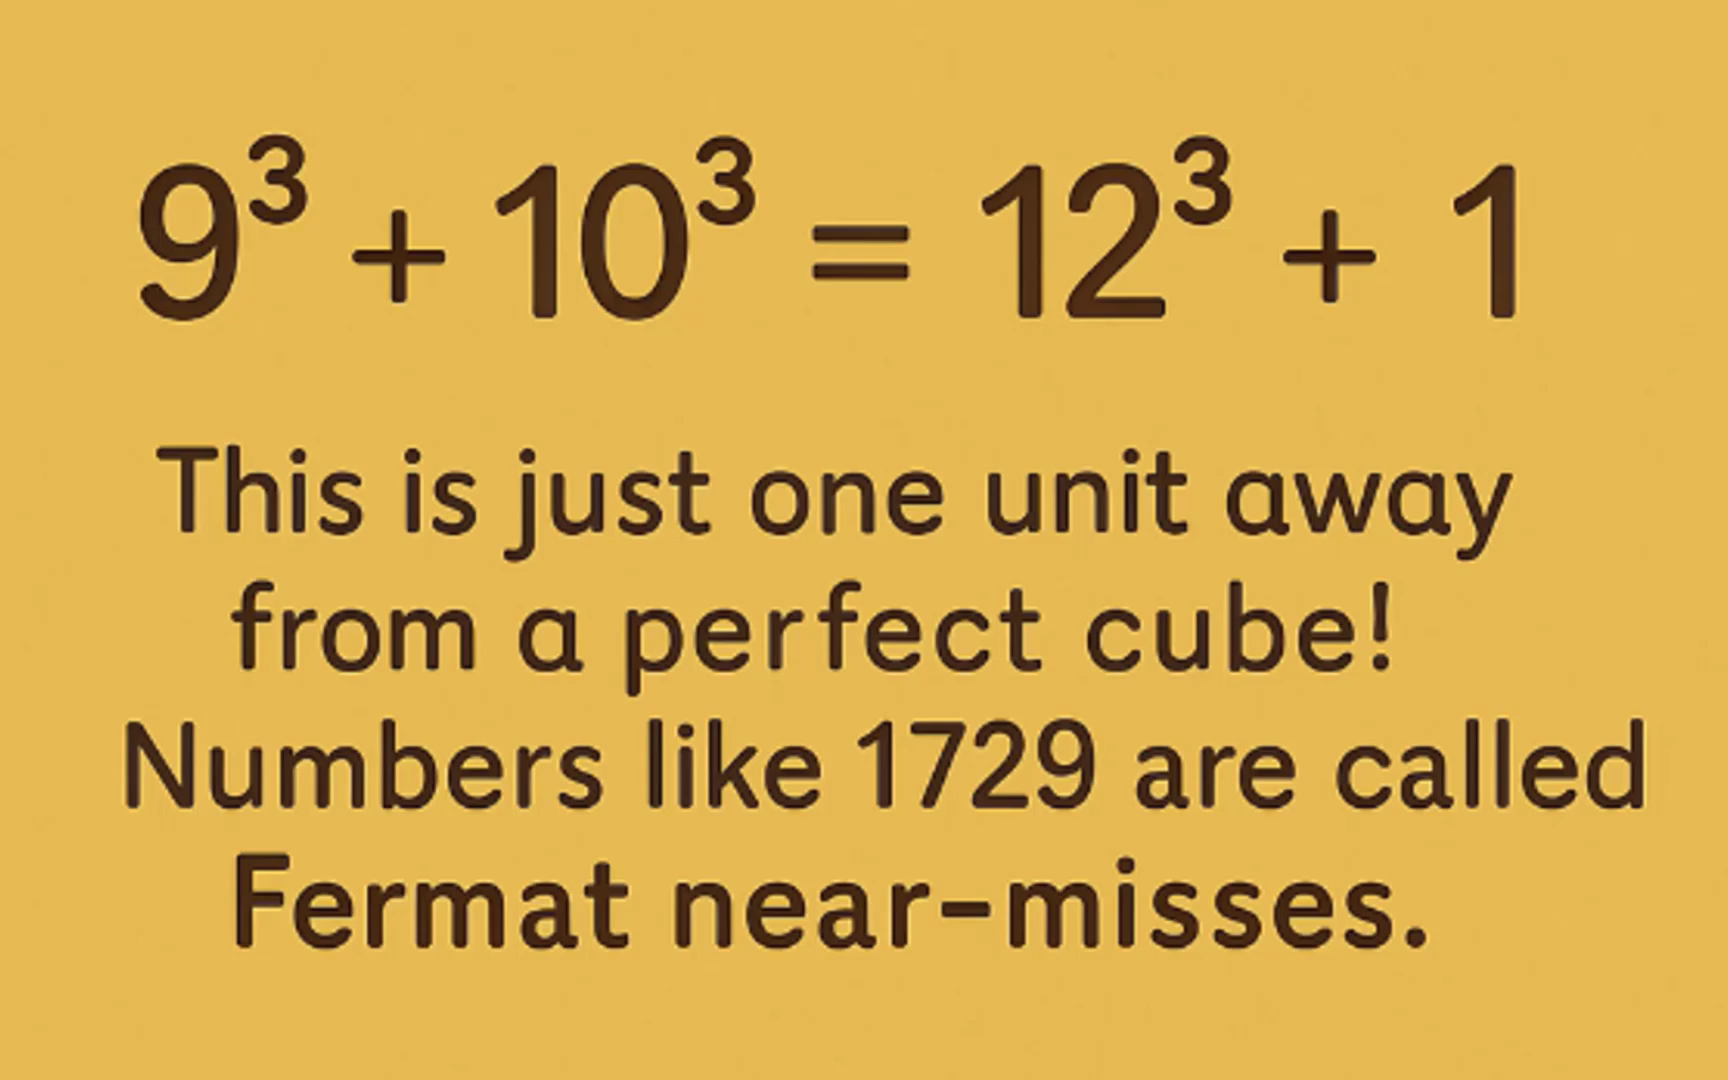 9³ + 10³ = 12³ + 1
This is just one unit away
from a perfect cube!
Numbers like 1729 are called
Fermat near-misses.